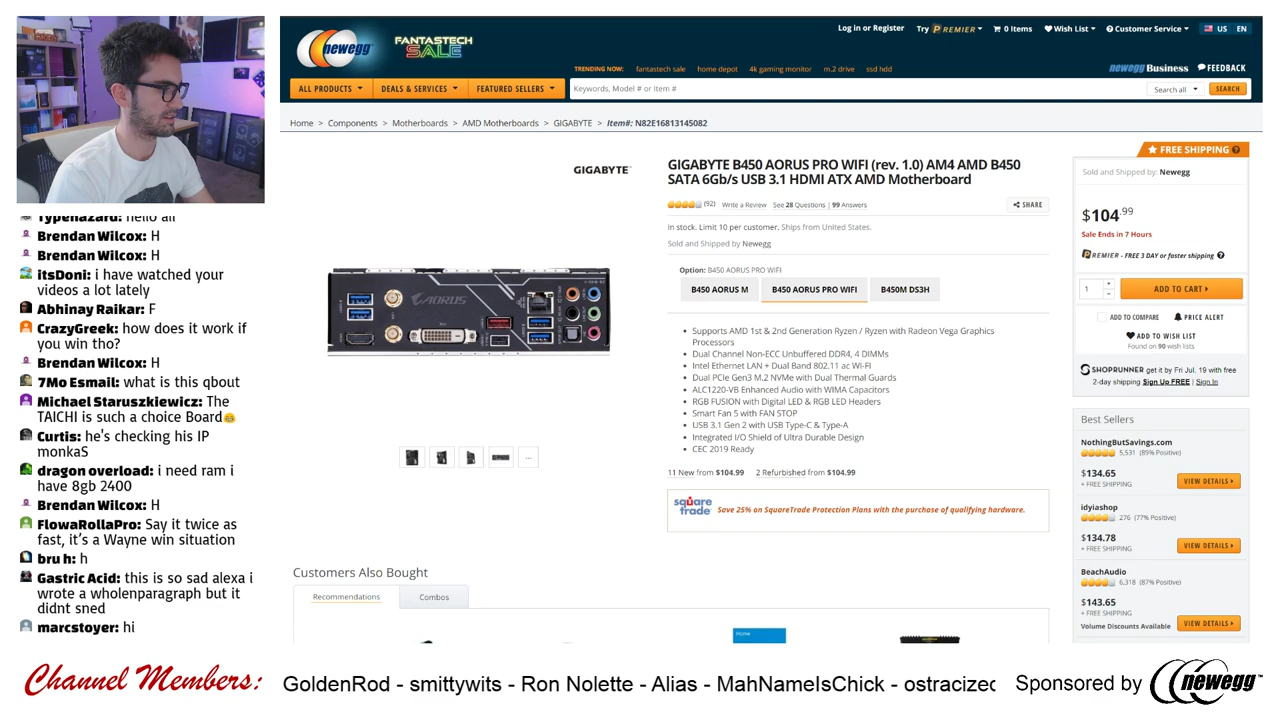 newegg
FANTASTECH
SALE
Log in or Register
Try PREMIER
0 Items
Wish List
Customer Service
US
EN
TRENDING NOW:
fantastech sale
home depot
4k gaming monitor
m.2 drive
ssd hdd
newegg Business
FEEDBACK
ALL PRODUCTS
DEALS & SERVICES
FEATURED SELLERS
Keywords, Model # or Item #
Search all
SEARCH
Home > Components > Motherboards > AMD Motherboards > GIGABYTE > Item#: N82E16813145082
GIGABYTE™
AORUS
GIGABYTE B450 AORUS PRO WIFI (rev. 1.0) AM4 AMD B450
SATA 6Gb/s USB 3.1 HDMI ATX AMD Motherboard
(92) Write a Review See 28 Questions | 99 Answers
SHARE
In stock. Limit 10 per customer. Ships from United States.
Sold and Shipped by Newegg
Option: B450 AORUS PRO WIFI
B450 AORUS M
B450 AORUS PRO WIFI
B450M DS3H
Supports AMD 1st & 2nd Generation Ryzen / Ryzen with Radeon Vega Graphics
Processors
Dual Channel Non-ECC Unbuffered DDR4, 4 DIMMs
Intel Ethernet LAN + Dual Band 802.11 ac WI-FI
Dual PCIe Gen3 M.2 NVMe with Dual Thermal Guards
ALC1220-VB Enhanced Audio with WIMA Capacitors
RGB FUSION with Digital LED & RGB LED Headers
Smart Fan 5 with FAN STOP
USB 3.1 Gen 2 with USB Type-C & Type-A
Integrated I/O Shield of Ultra Durable Design
CEC 2019 Ready
11 New from $104.99 2 Refurbished from $104.99
square
trade
Save 25% on SquareTrade Protection Plans with the purchase of qualifying hardware.
Customers Also Bought
Recommendations
Combos
Home
FREE SHIPPING
Sold and Shipped by: Newegg
$104.99
Sale Ends in 7 Hours
PREMIER - FREE 3 DAY or faster shipping
1
ADD TO CART
ADD TO COMPARE
PRICE ALERT
ADD TO WISH LIST
Found on 90 wish lists
SHOPRUNNER get it by Fri, Jul. 19 with free
2-day shipping Sign Up FREE | Sign In
Best Sellers
NothingButSavings.com
5,531 (89% Positive)
$134.65
+ FREE SHIPPING
VIEW DETAILS
idyiashop
276 (77% Positive)
$134.78
+ FREE SHIPPING
VIEW DETAILS
BeachAudio
6,318 (87% Positive)
$143.65
+ FREE SHIPPING
Volume Discounts Available
VIEW DETAILS
Typehazard: hello all
Brendan Wilcox: H
Brendan Wilcox: H
itsDoni: i have watched your
videos a lot lately
Abhinay Raikar: F
CrazyGreek: how does it work if
you win tho?
Brendan Wilcox: H
7Mo Esmail: what is this qbout
Michael Staruszkiewicz: The
TAICHI is such a choice Board
Curtis: he's checking his IP
monkaS
dragon overload: i need ram i
have 8gb 2400
Brendan Wilcox: H
FlowaRollaPro: Say it twice as
fast, it's a Wayne win situation
bru h: h
Gastric Acid: this is so sad alexa i
wrote a wholenparagraph but it
didnt sned
marcstoyer: hi
Channel Members:
GoldenRod - smittywits - Ron Nolette - Alias - MahNameIsChick - ostracized
Sponsored by newegg™